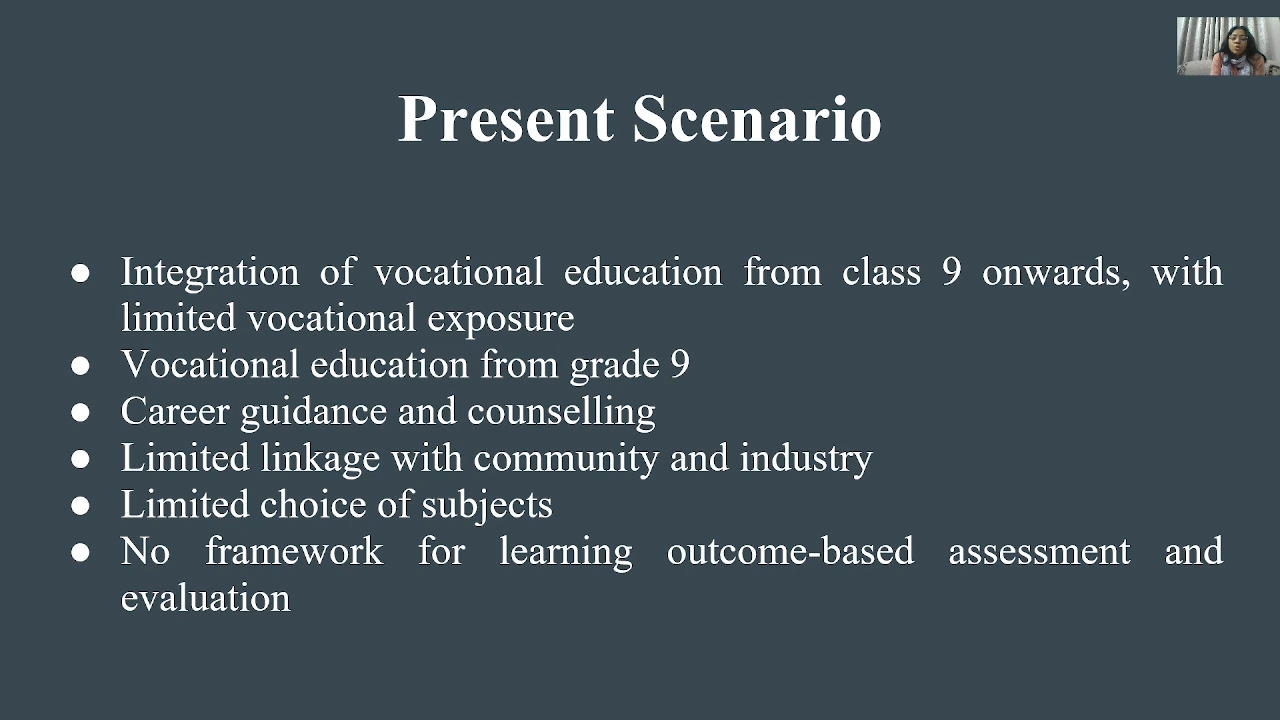 Present Scenario
● Integration of vocational education from class 9 onwards, with
limited vocational exposure
● Vocational education from grade 9
● Career guidance and counselling
● Limited linkage with community and industry
● Limited choice of subjects
● No framework for learning outcome-based assessment and
evaluation